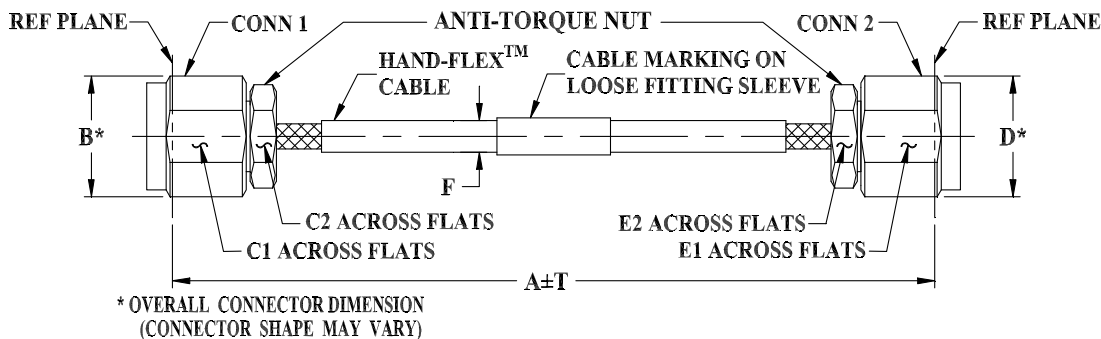 REF PLANE
CONN 1
ANTI-TORQUE NUT
CONN 2
REF PLANE
HAND-FLEX™
CABLE
CABLE MARKING ON
LOOSE FITTING SLEEVE
B*
D*
F
C2 ACROSS FLATS
E2 ACROSS FLATS
C1 ACROSS FLATS
E1 ACROSS FLATS
A±T
* OVERALL CONNECTOR DIMENSION
(CONNECTOR SHAPE MAY VARY)